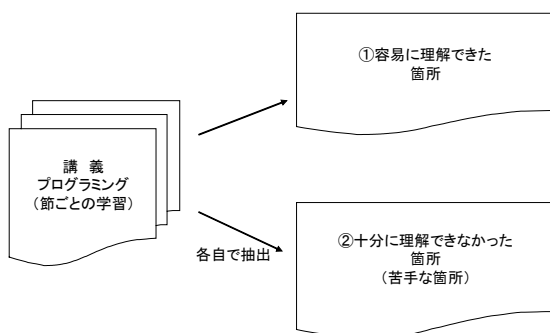 ①容易に理解できた
箇所
講 義
プログラミング
(節ごとの学習)
各自で抽出
②十分に理解できなかった
箇所
(苦手な箇所)